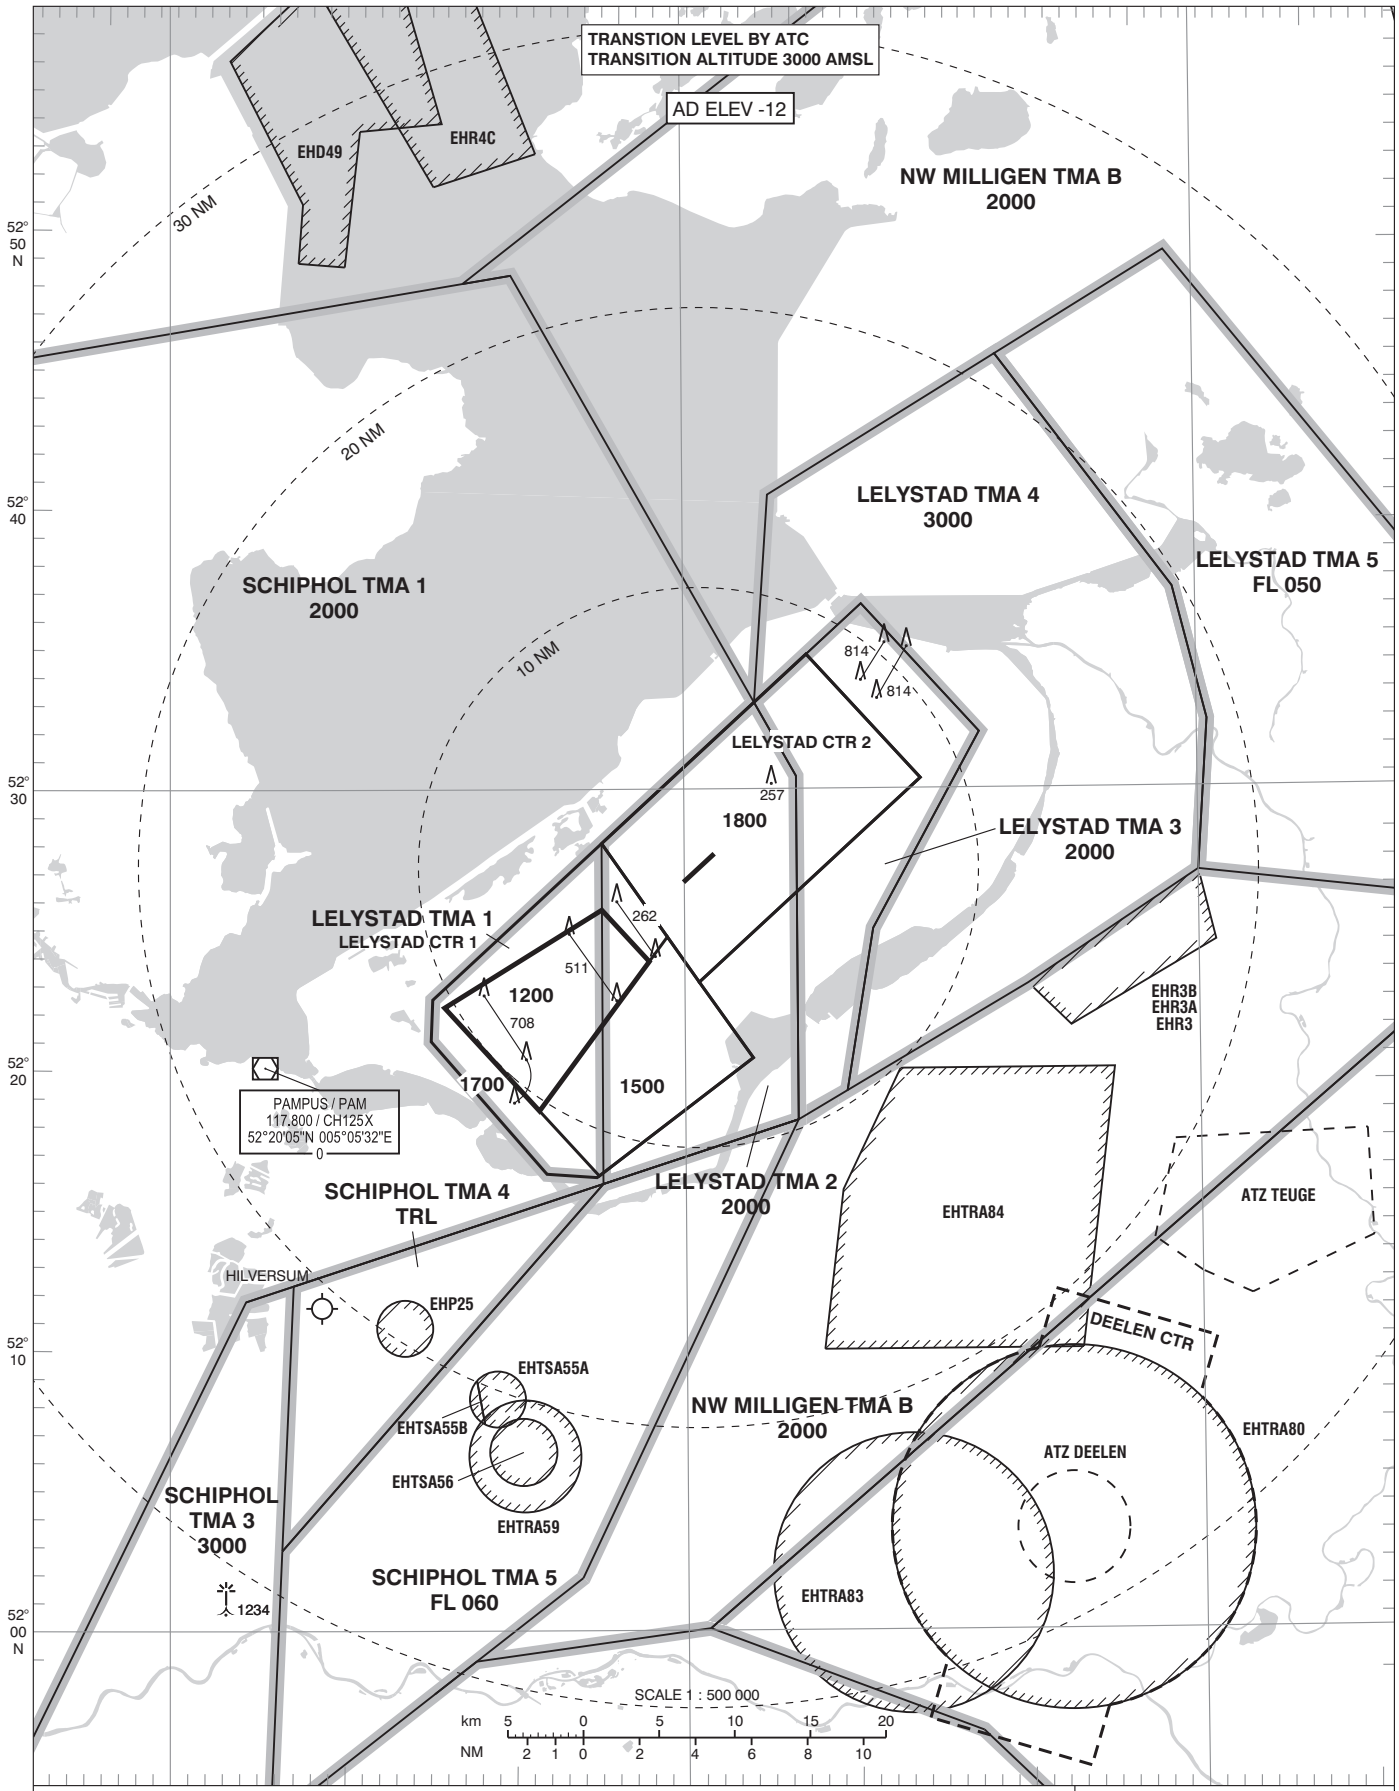 TRANSTION LEVEL BY ATC
TRANSITION ALTITUDE 3000 AMSL
AD ELEV -12
EHD49
EHR4C
NW MILLIGEN TMA B
2000
30 NM
52°
50
N
20 NM
52°
40
LELYSTAD TMA 4
3000
LELYSTAD TMA 5
FL 050
SCHIPHOL TMA 1
2000
10 NM
814
814
LELYSTAD CTR 2
257
52°
30
1800
LELYSTAD TMA 3
2000
LELYSTAD TMA 1
LELYSTAD CTR 1
262
511
1200
708
EHR3B
EHR3A
EHR3
52°
20
1700
1500
PAMPUS / PAM
117.800 / CH125X
52°20'05"N 005°05'32"E
0
SCHIPHOL TMA 4
TRL
LELYSTAD TMA 2
2000
EHTRA84
ATZ TEUGE
HILVERSUM
EHP25
DEELEN CTR
52°
10
EHTSA55A
EHTSA55B
NW MILLIGEN TMA B
2000
EHTRA80
ATZ DEELEN
EHTSA56
EHTRA59
SCHIPHOL
TMA 3
3000
SCHIPHOL TMA 5
FL 060
EHTRA83
1234
52°
00
N
SCALE 1 : 500 000
km 5 0 5 10 15 20
NM 2 1 0 2 4 6 8 10